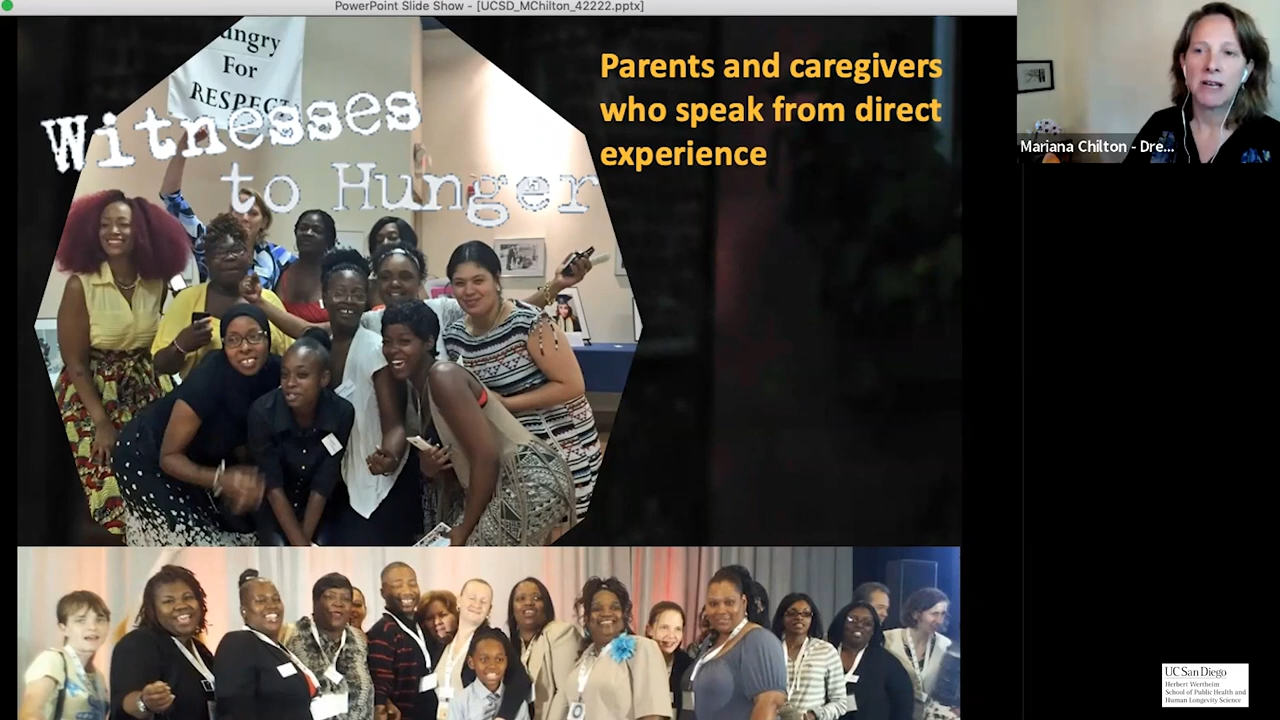 PowerPoint Slide Show - [UCSD_MChilton_42222.pptx]
For
RESPECT
Witnesses
to Hunger
Parents and caregivers
who speak from direct
experience
Mariana Chilton - Dre...
UC San Diego
Herbert Wertheim
School of Public Health and
Human Longevity Science